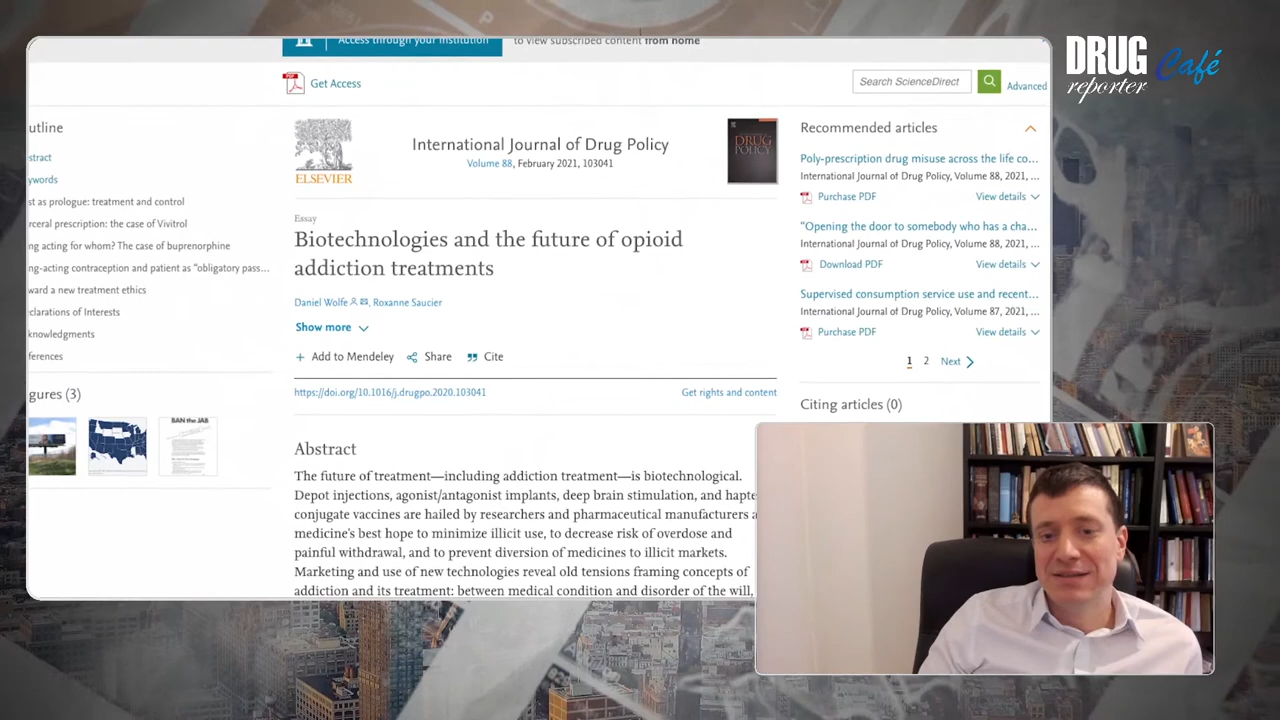 Access through your institution
to view subscribed content from home
DRUG
reporter
Café
PDF
Get Access
Search ScienceDirect
Advanced
utline
stract
ywords
st as prologue: treatment and control
rceral prescription: the case of Vivitrol
ng acting for whom? The case of buprenorphine
ng-acting contraception and patient as “obligatory pass...
ward a new treatment ethics
clarations of Interests
knowledgments
ferences
gures (3)
BAN the JAB
ELSEVIER
International Journal of Drug Policy
Volume 88, February 2021, 103041
DRUG
POLICY
Essay
Biotechnologies and the future of opioid
addiction treatments
Daniel Wolfe, Roxanne Saucier
Show more
Add to Mendeley
Share
Cite
https://doi.org/10.1016/j.drugpo.2020.103041
Get rights and content
Abstract
The future of treatment—including addiction treatment—is biotechnological.
Depot injections, agonist/antagonist implants, deep brain stimulation, and hapte
conjugate vaccines are hailed by researchers and pharmaceutical manufacturers a
medicine's best hope to minimize illicit use, to decrease risk of overdose and
painful withdrawal, and to prevent diversion of medicines to illicit markets.
Marketing and use of new technologies reveal old tensions framing concepts of
addiction and its treatment: between medical condition and disorder of the will,
Recommended articles
Poly-prescription drug misuse across the life co...
International Journal of Drug Policy, Volume 88, 2021, ...
Purchase PDF
View details
“Opening the door to somebody who has a cha...
International Journal of Drug Policy, Volume 88, 2021, ...
Download PDF
View details
Supervised consumption service use and recent...
International Journal of Drug Policy, Volume 87, 2021, ...
Purchase PDF
View details
1 2 Next
Citing articles (0)